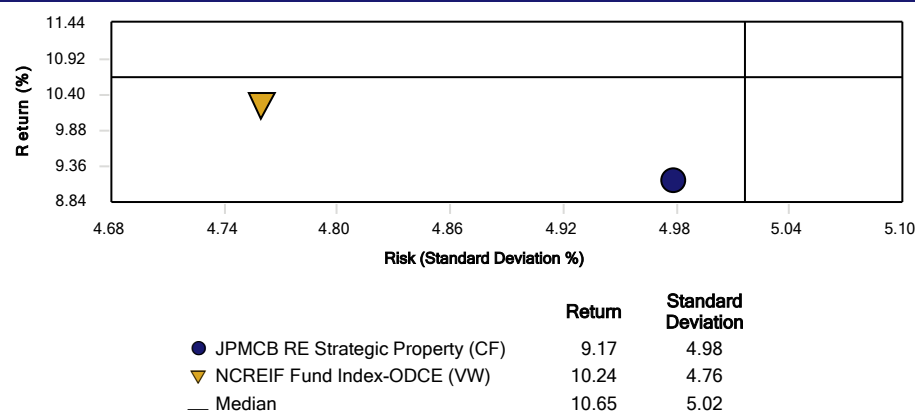 11.44
10.92
10.40
9.88
9.36
8.84
Return (%)
4.68 4.74 4.80 4.86 4.92 4.98 5.04 5.10
Risk (Standard Deviation %)
Return Standard Deviation
JPMCB RE Strategic Property (CF) 9.17 4.98
NCREIF Fund Index-ODCE (VW) 10.24 4.76
Median 10.65 5.02